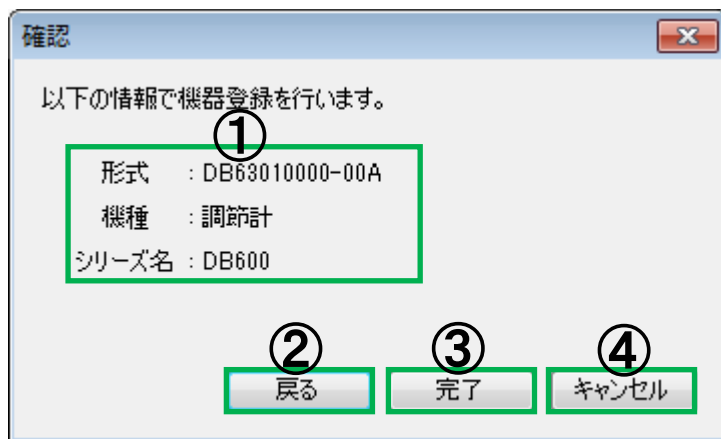 確認
以下の情報で機器登録を行います。
①
形式 : DB63010000-00A
機種 : 調節計
シリーズ名 : DB600
② ③ ④
戻る 完了 キャンセル